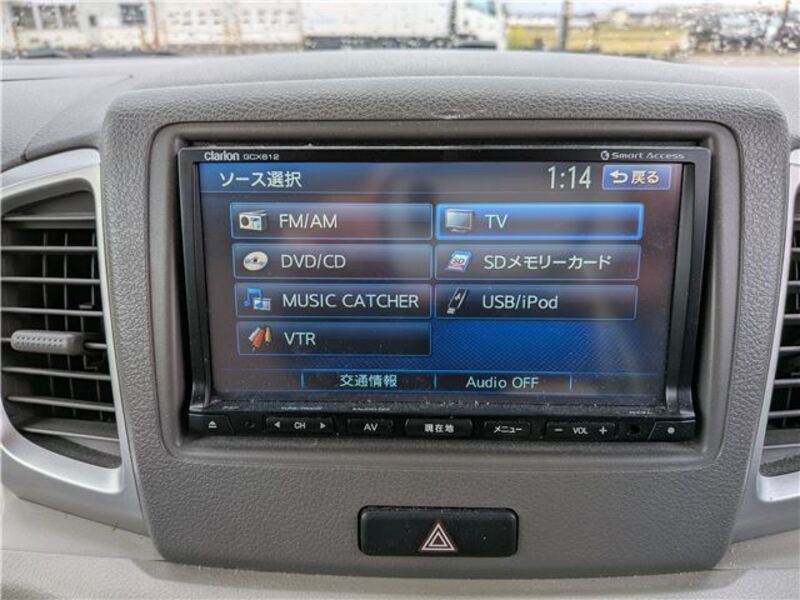 clarion GCX612 Smart Access
ソース選択 1:14 戻る
FM/AM TV
DVD/CD SD SDメモリーカード
MUSIC CATCHER USB/iPod
VTR
交通情報 Audio OFF
CH AV 現在地 メニュー − VOL +